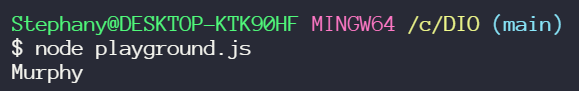 Stephany@DESKTOP-KTK90HF MINGW64 /c/DIO (main)
$ node playground.js
Murphy